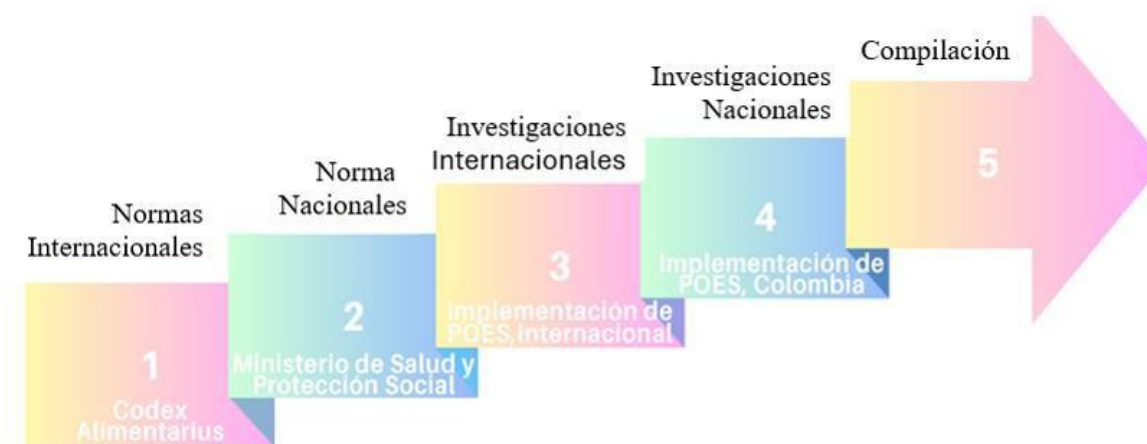 Normas
Internacionales
1
Codex
Alimentarius
Norma
Nacionales
2
Ministerio de Salud y
Protección Social
Investigaciones
Internacionales
3
Implementación de
POES, Internacional
Investigaciones
Nacionales
4
Implementación de
POES, Colombia
Compilación
5